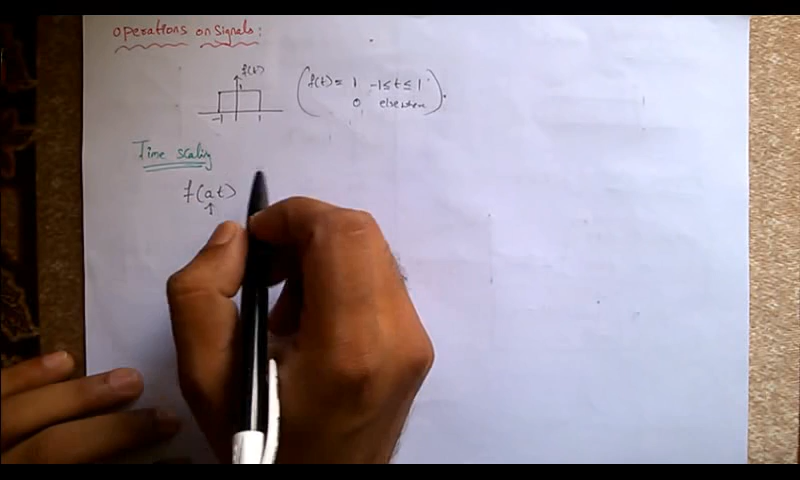 Operations on Signals:
f(t)
1
-1 1
f(t) = 1 -1 ≤ t ≤ 1
0 elsewhere
Time scaling
f(at)